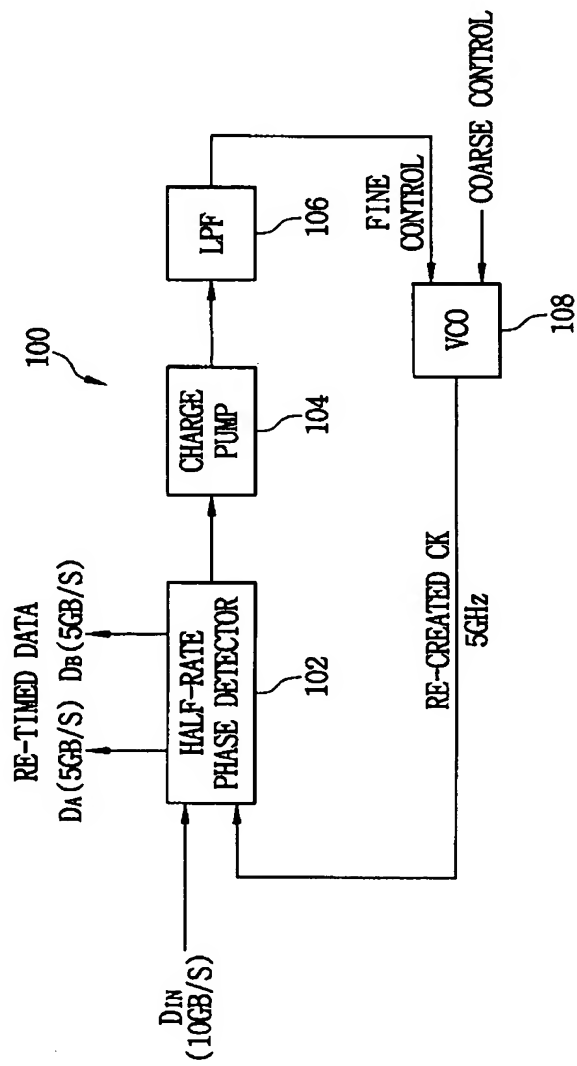 100
RE-TIMED DATA
DA(5GB/S) DB(5GB/S)
DIN
(10GB/S)
HALF-RATE
PHASE DETECTOR
102
CHARGE
PUMP
104
LPF
106
FINE
CONTROL
COARSE CONTROL
VCO
108
RE-CREATED CK
5GHz